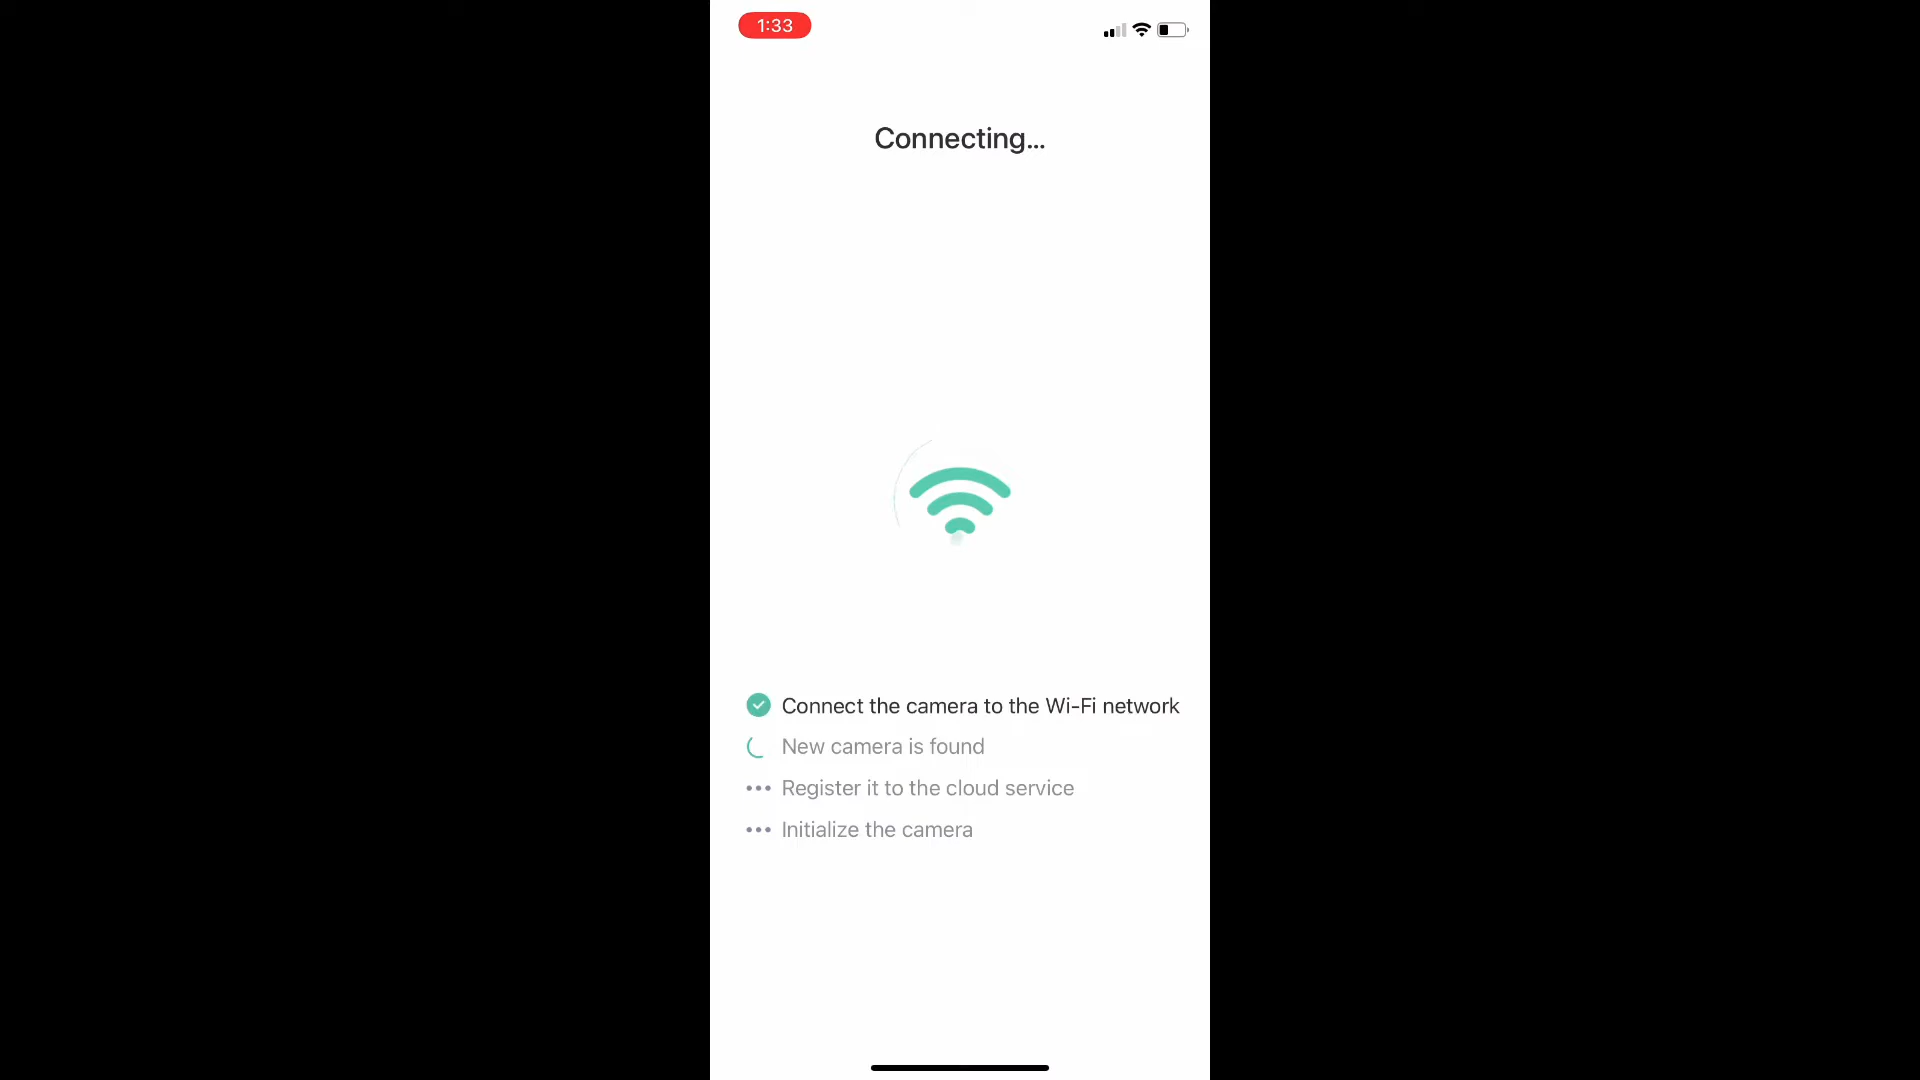 1:33
Connecting...
Connect the camera to the Wi-Fi network
New camera is found
Register it to the cloud service
Initialize the camera